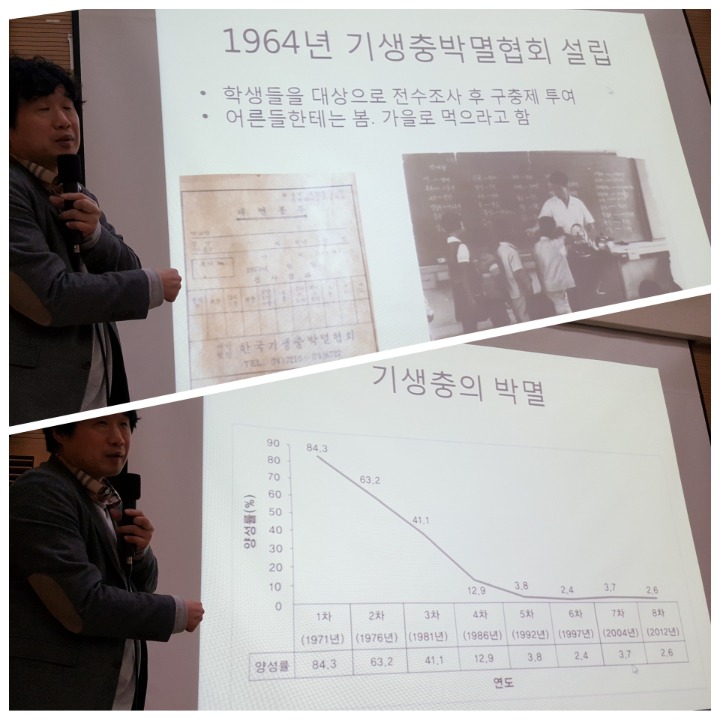 1964년 기생충박멸협회 설립
• 학생들을 대상으로 전수조사 후 구충제 투여
• 어른들한테는 봄. 가을로 먹으라고 함
한국기생충박멸협회
기생충의 박멸
양성률(%)
90
80
70
60
50
40
30
20
10
0
84.3
63.2
41.1
12.9
3.8
2.4
3.7
2.6
1차 2차 3차 4차 5차 6차 7차 8차
(1971년) (1976년) (1981년) (1986년) (1992년) (1997년) (2004년) (2012년)
양성률 84.3 63.2 41.1 12.9 3.8 2.4 3.7 2.6
연도